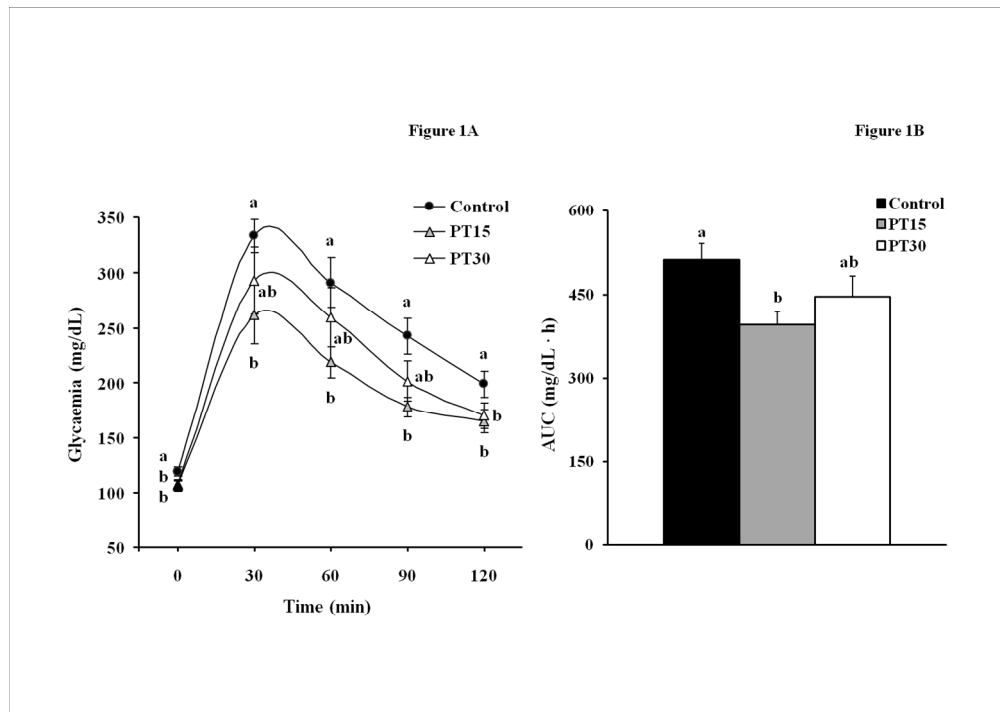 Figure 1A
Figure 1B
Glycaemia (mg/dL)
350
300
250
200
150
100
50
0
30
60
90
120
Time (min)
Control
PT15
PT30
a
b
b
a
ab
b
a
ab
b
a
ab
b
a
b
b
AUC (mg/dL · h)
600
450
300
150
0
Control
PT15
PT30
a
b
ab